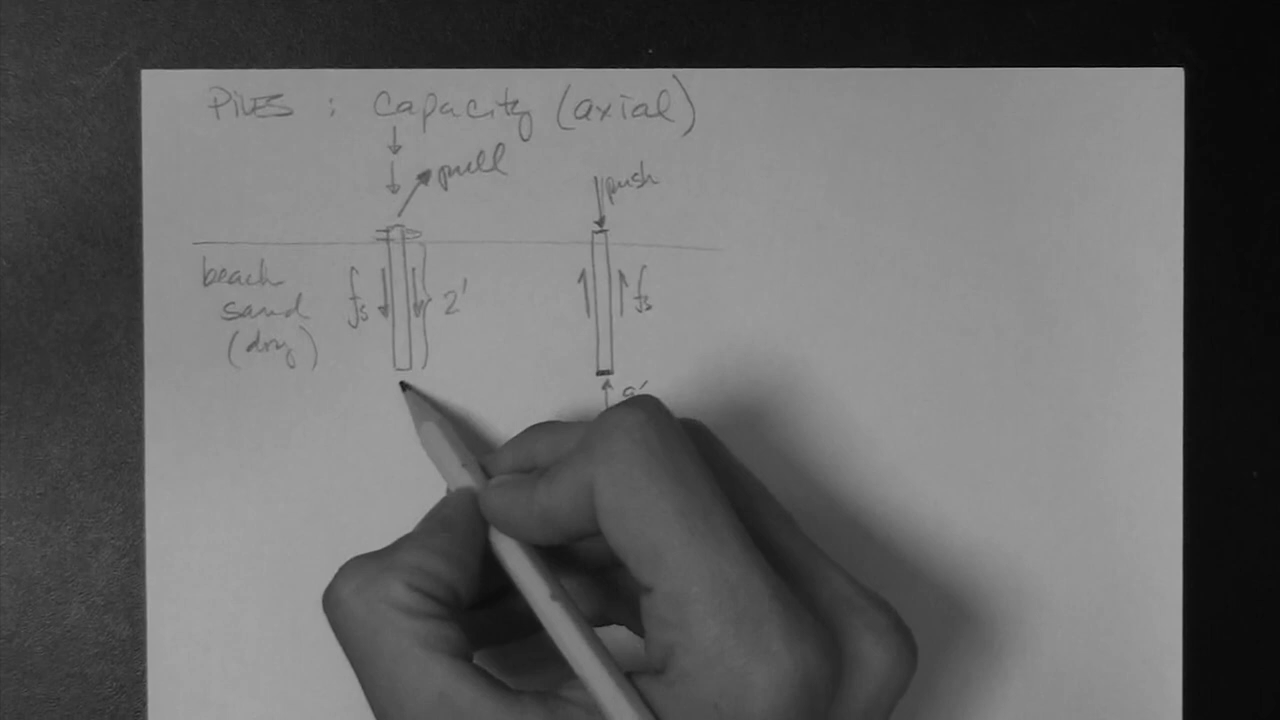 PILES : Capacity (axial)
pull
push
beach
sand
(dry)
fs
2'
fs